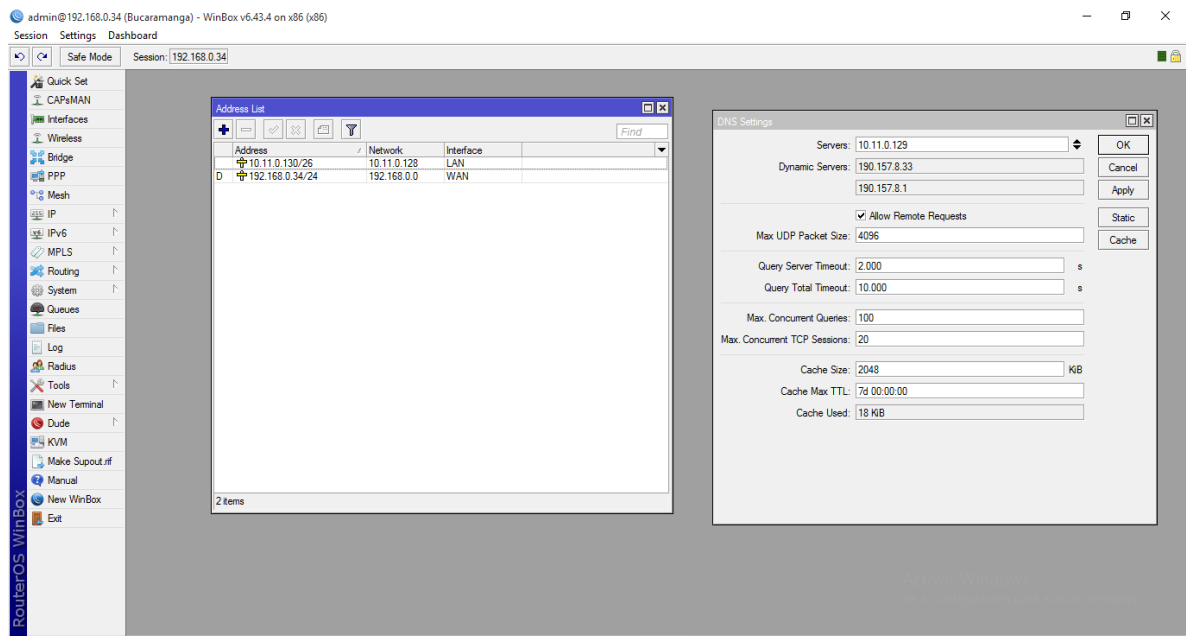 admin@192.168.0.34 (Bucaramanga) - WinBox v6.43.4 on x86 (x86)
Session Settings Dashboard
Safe Mode Session: 192.168.0.34
Quick Set
CAPsMAN
Interfaces
Wireless
Bridge
PPP
Mesh
IP
IPv6
MPLS
Routing
System
Queues
Files
Log
Radius
Tools
New Terminal
Dude
KVM
Make Supout.rif
Manual
New WinBox
Exit
RouterOS WinBox
Address List
Find
Address Network Interface
10.11.0.130/26 10.11.0.128 LAN
D 192.168.0.34/24 192.168.0.0 WAN
2 items
DNS Settings
Servers: 10.11.0.129
Dynamic Servers: 190.157.8.33
190.157.8.1
Allow Remote Requests
Max UDP Packet Size: 4096
Query Server Timeout: 2.000 s
Query Total Timeout: 10.000 s
Max. Concurrent Queries: 100
Max. Concurrent TCP Sessions: 20
Cache Size: 2048 KiB
Cache Max TTL: 7d 00:00:00
Cache Used: 18 KiB
OK
Cancel
Apply
Static
Cache